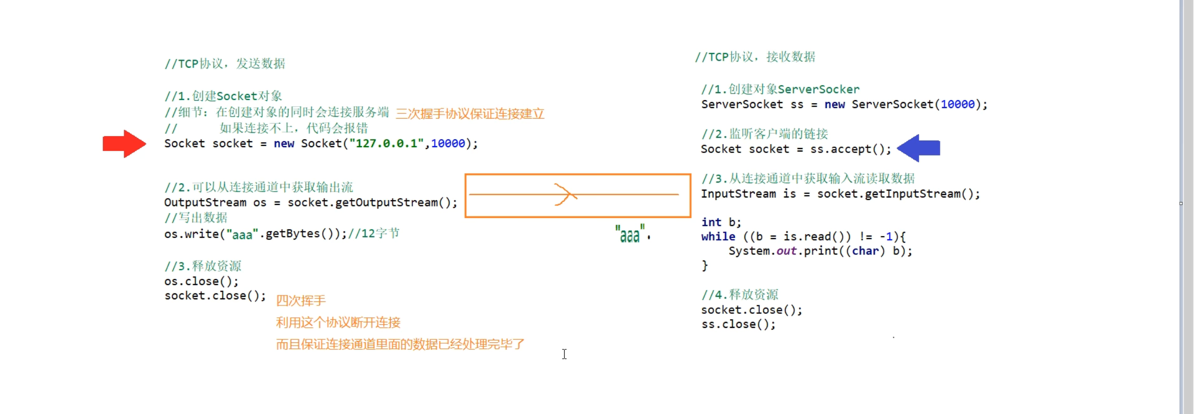 //TCP协议，发送数据
//1.创建Socket对象
//细节：在创建对象的同时会连接服务端 三次握手协议保证连接建立
// 如果连接不上，代码会报错
Socket socket = new Socket("127.0.0.1",10000);
//2.可以从连接通道中获取输出流
OutputStream os = socket.getOutputStream();
//写出数据
os.write("aaa".getBytes());//12字节
//3.释放资源
os.close();
socket.close();
四次挥手
利用这个协议断开连接
而且保证连接通道里面的数据已经处理完毕了
"aaa".
//TCP协议，接收数据
//1.创建对象ServerSocker
ServerSocket ss = new ServerSocket(10000);
//2.监听客户端的链接
Socket socket = ss.accept();
//3.从连接通道中获取输入流读取数据
InputStream is = socket.getInputStream();
int b;
while ((b = is.read()) != -1){
System.out.print((char) b);
}
//4.释放资源
socket.close();
ss.close();